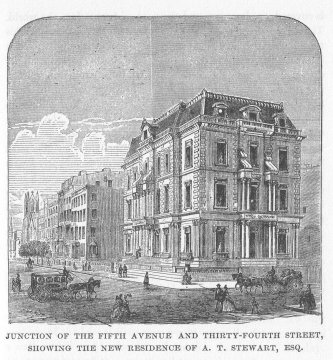 JUNCTION OF THE FIFTH AVENUE AND THIRTY-FOURTH STREET,
SHOWING THE NEW RESIDENCE OF A. T. STEWART, ESQ.